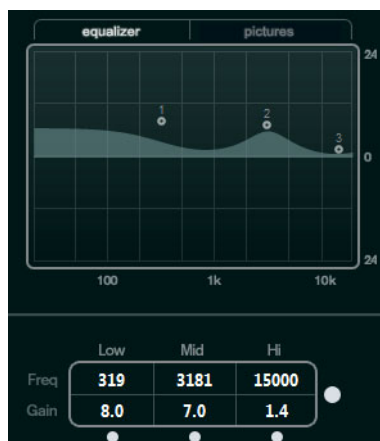 equalizer pictures
24
1 2 3
0
24
100 1k 10k
Low Mid Hi
Freq 319 3181 15000
Gain 8.0 7.0 1.4